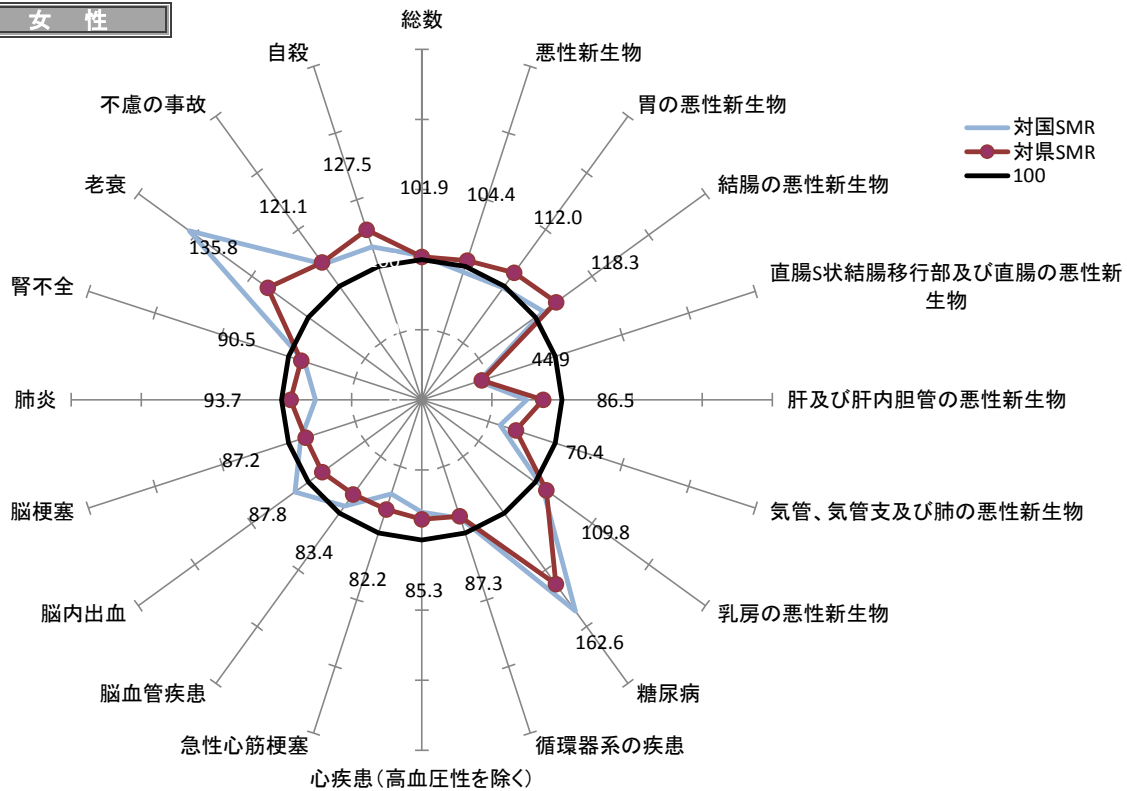 女 性
総数
悪性新生物
胃の悪性新生物
結腸の悪性新生物
直腸S状結腸移行部及び直腸の悪性新
生物
肝及び肝内胆管の悪性新生物
気管、気管支及び肺の悪性新生物
乳房の悪性新生物
糖尿病
循環器系の疾患
心疾患(高血圧性を除く)
急性心筋梗塞
脳血管疾患
脳内出血
脳梗塞
肺炎
腎不全
老衰
不慮の事故
自殺
101.9
104.4
112.0
118.3
44.9
86.5
70.4
109.8
162.6
87.3
85.3
82.2
83.4
87.8
87.2
93.7
90.5
135.8
121.1
127.5
対国SMR
対県SMR
100